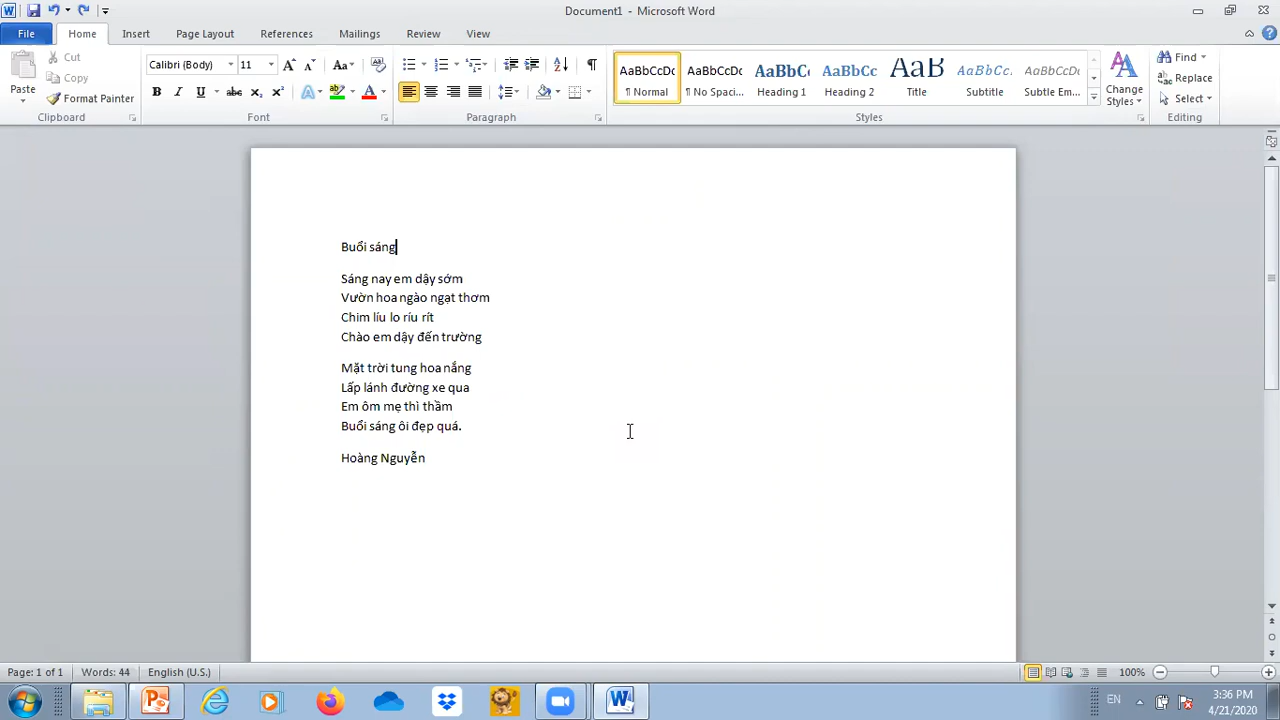 Document1 - Microsoft Word
File Home Insert Page Layout References Mailings Review View
Paste
Cut
Copy
Format Painter
Clipboard
Calibri (Body) 11
Font
Paragraph
AaBbCcDc AaBbCcDc AaBbC AaBbCc AaB AaBbCc. AaBbCcDc
¶ Normal ¶ No Spaci... Heading 1 Heading 2 Title Subtitle Subtle Em...
Change Styles
Styles
Find
Replace
Select
Editing
Buổi sáng
Sáng nay em dậy sớm
Vườn hoa ngào ngạt thơm
Chim líu lo ríu rít
Chào em dậy đến trường
Mặt trời tung hoa nắng
Lấp lánh đường xe qua
Em ôm mẹ thì thầm
Buổi sáng ôi đẹp quá.
Hoàng Nguyễn
Page: 1 of 1 Words: 44 English (U.S.) 100%
EN
3:36 PM
4/21/2020